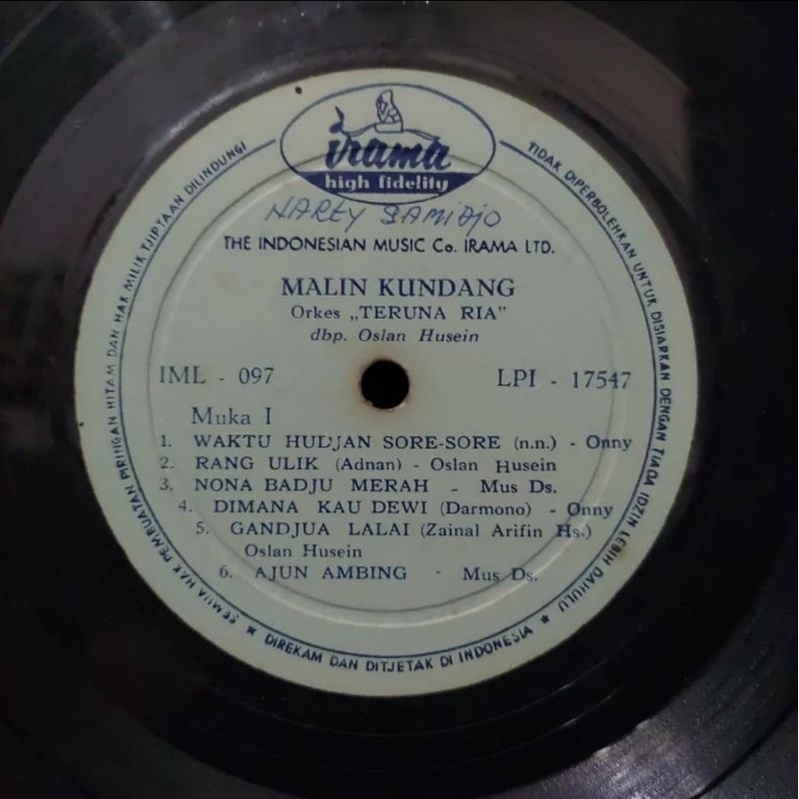 irama
high fidelity
HAREY SAMIDJO
THE INDONESIAN MUSIC Co. IRAMA LTD.
MALIN KUNDANG
Orkes „TERUNA RIA”
dbp. Oslan Husein
IML - 097
LPI - 17547
Muka I
1. WAKTU HUDJAN SORE-SORE (n.n.) - Onny
2. RANG ULIK (Adnan) - Oslan Husein
3. NONA BADJU MERAH - Mus Ds.
4. DIMANA KAU DEWI (Darmono) - Onny
5. GANDJUA LALAI (Zainal Arifin Hs.)
Oslan Husein
6. AJUN AMBING - Mus Ds.
SEMUA HAK PEMBUATAN PIRINGAN HITAM DAN HAK MILIK TJIPTAAN DILINDUNGI
TIDAK DIPERBOLEHKAN UNTUK DISIARKAN DENGAN TIADA IDZIN LEBIH DAHULU
★ DIREKAM DAN DITJETAK DI INDONESIA ★